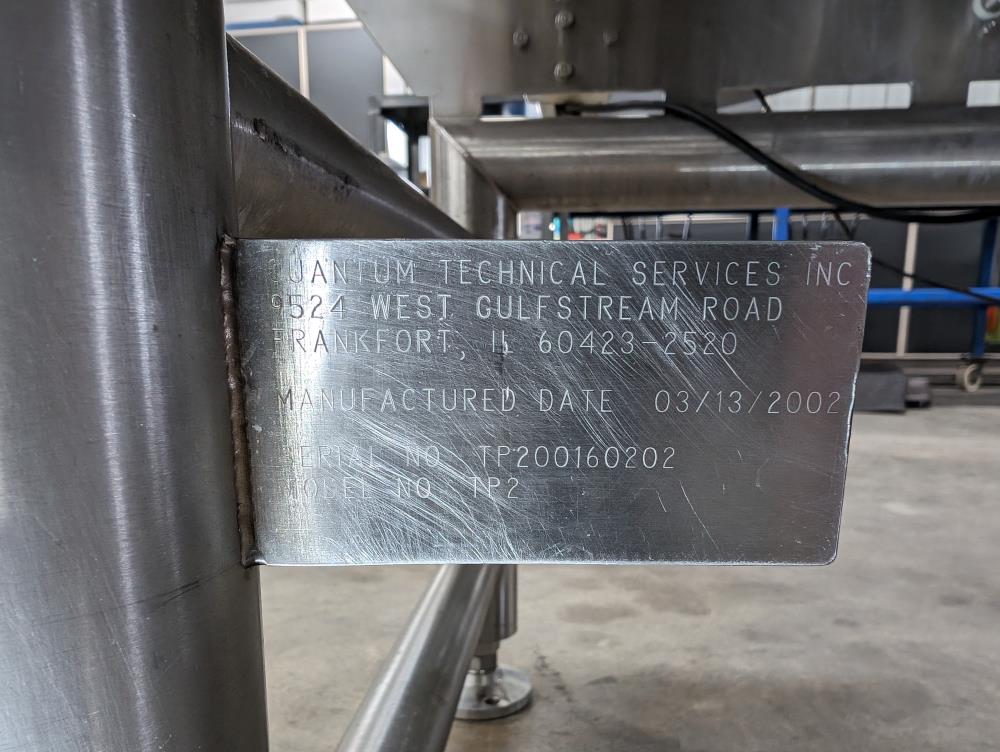 QUANTUM TECHNICAL SERVICES INC
9524 WEST GULFSTREAM ROAD
FRANKFORT, IL 60423-2520
MANUFACTURED DATE 03/13/2002
SERIAL NO TP200160202
MODEL NO TP2